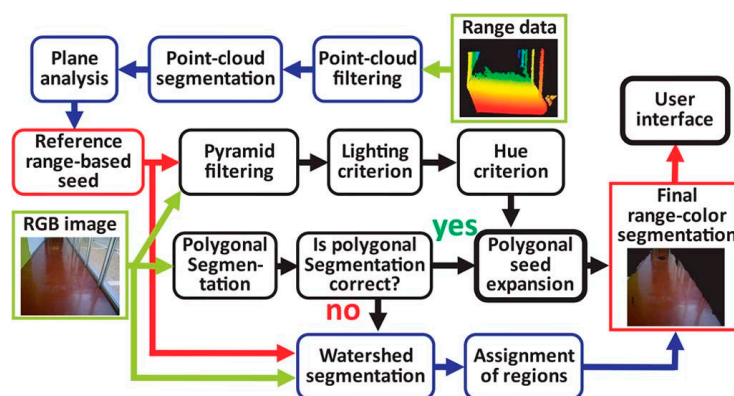 Range data
Plane
analysis
Point-cloud
segmentation
Point-cloud
filtering
User
interface
Reference
range-based
seed
Pyramid
filtering
Lighting
criterion
Hue
criterion
Final
range-color
segmentation
RGB image
yes
Polygonal
Segmen-
tation
Is polygonal
Segmentation
correct?
Polygonal
seed
expansion
no
Watershed
segmentation
Assignment
of regions